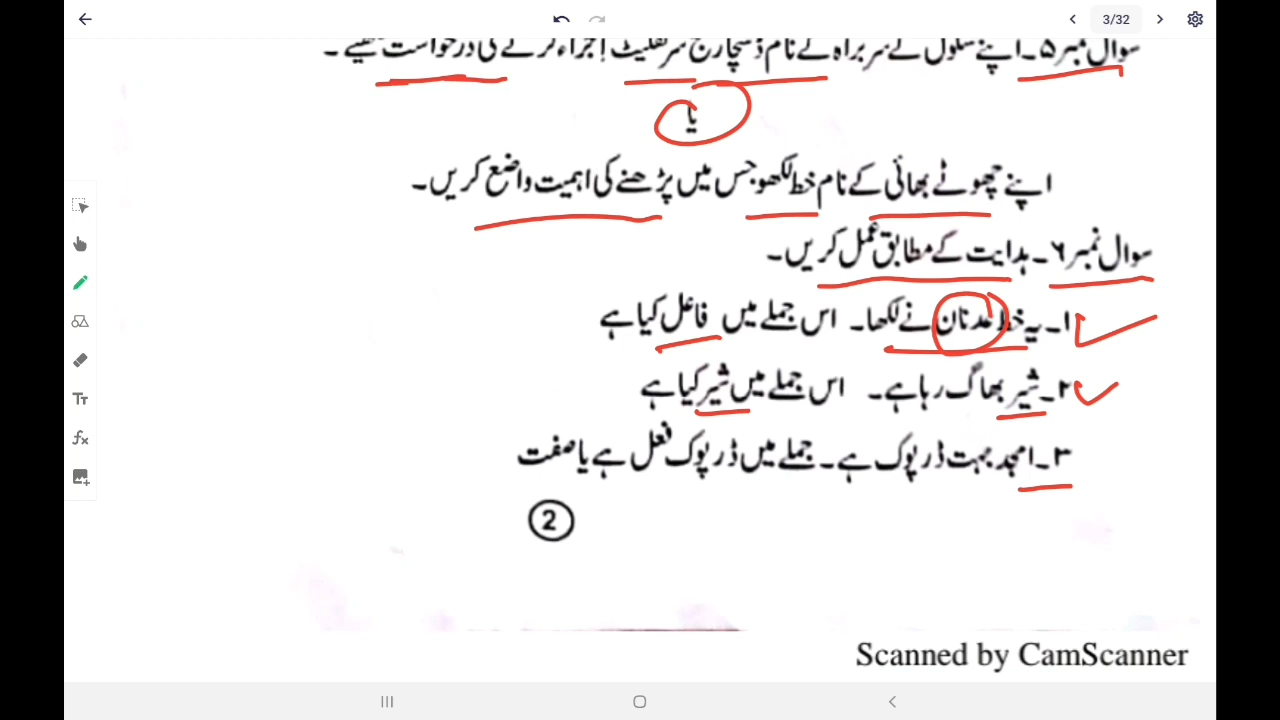 3/32
سوال نمبر ۵۔ اپنے سکول کے سربراہ کے نام ڈسچارج سرٹفکیٹ اجراء کرنے کی درخواست لکھیے ۔
یا
اپنے چھوٹے بھائی کے نام خط لکھو جس میں پڑھنے کی اہمیت واضع کریں ۔
سوال نمبر ۶۔ ہدایت کے مطابق عمل کریں ۔
۱۔ یہ خط عدنان نے لکھا۔ اس جملے میں فاعل کیا ہے
۲۔ شیر بھاگ رہا ہے ۔ اس جملے میں شیر کیا ہے
۳۔ امجد بہت ڈرپوک ہے ۔ جملے میں ڈرپوک فعل ہے یا صفت
2
Scanned by CamScanner
Tт
fx